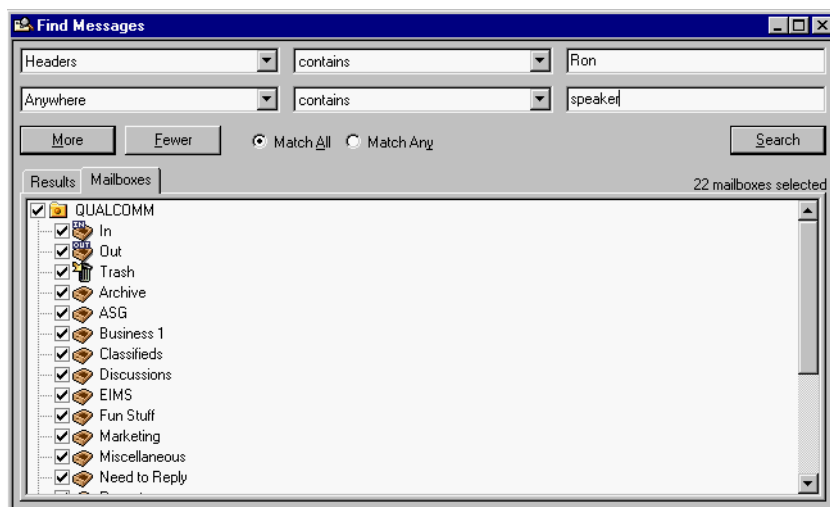 Find Messages
Headers contains Ron
Anywhere contains speaker
More Fewer Match All Match Any Search
Results Mailboxes 22 mailboxes selected
QUALCOMM
IN In
OUT Out
Trash
Archive
ASG
Business 1
Classifieds
Discussions
EIMS
Fun Stuff
Marketing
Miscellaneous
Need to Reply